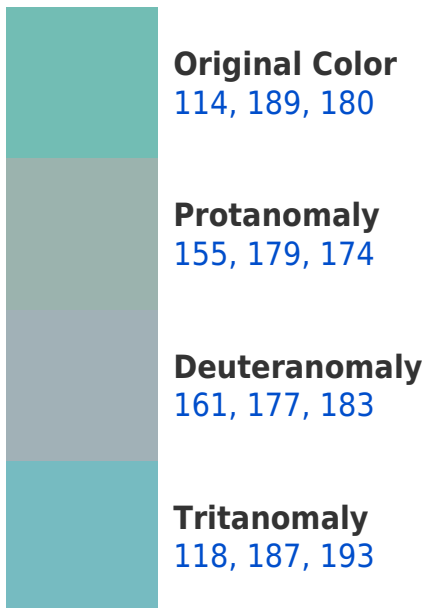 Original Color
114, 189, 180
Protanomaly
155, 179, 174
Deuteranomaly
161, 177, 183
Tritanomaly
118, 187, 193